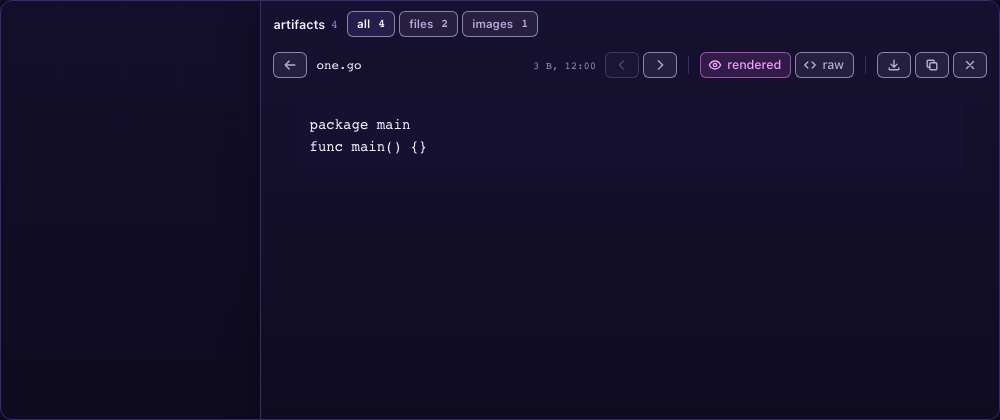 artifacts 4 all 4 files 2 images 1
one.go 3 B, 12:00 rendered raw
package main
func main() {}